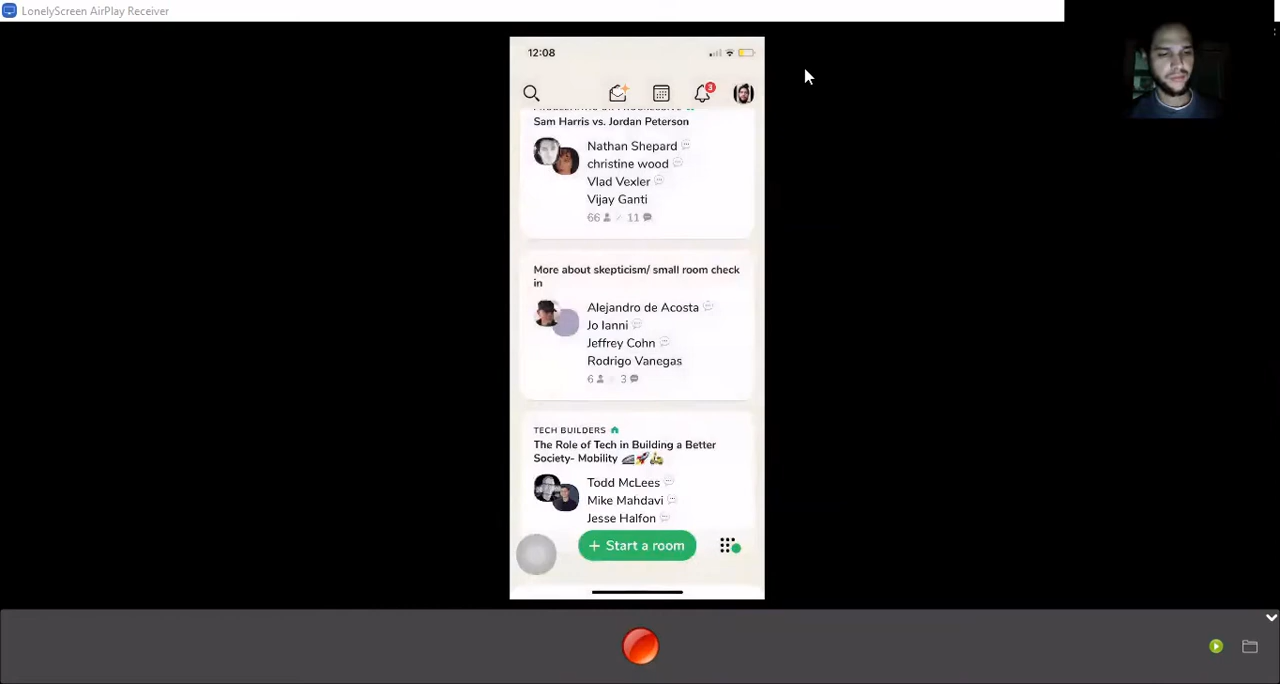 LonelyScreen AirPlay Receiver
12:08
3
Sam Harris vs. Jordan Peterson
Nathan Shepard
christine wood
Vlad Vexler
Vijay Ganti
66 / 11
More about skepticism/ small room check
in
Alejandro de Acosta
Jo Ianni
Jeffrey Cohn
Rodrigo Vanegas
6 / 3
TECH BUILDERS
The Role of Tech in Building a Better
Society- Mobility 🚄🚀🛵
Todd McLees
Mike Mahdavi
Jesse Halfon
+ Start a room